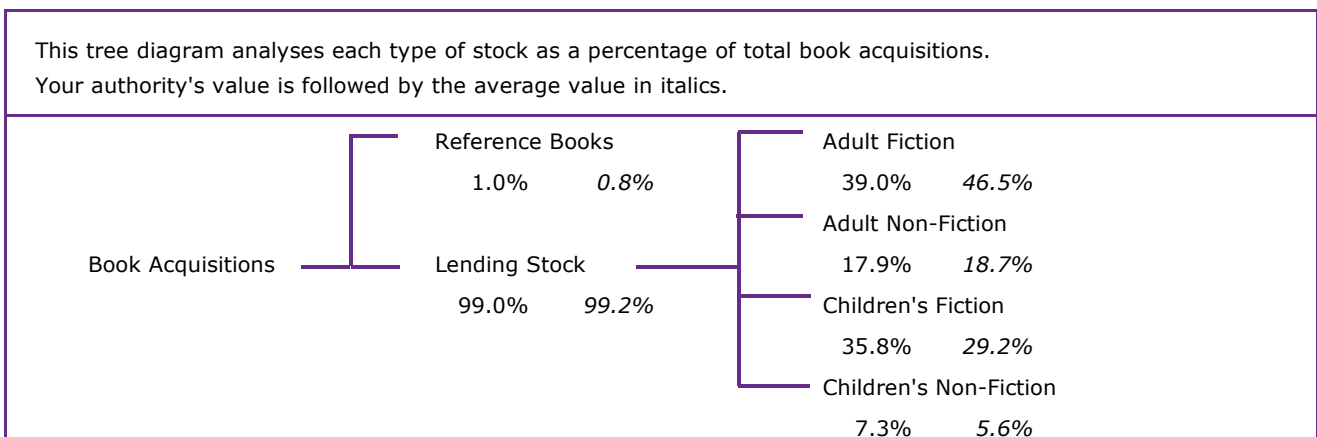 This tree diagram analyses each type of stock as a percentage of total book acquisitions.
Your authority's value is followed by the average value in italics.
Reference Books
1.0% 0.8%
Book Acquisitions
Lending Stock
99.0% 99.2%
Adult Fiction
39.0% 46.5%
Adult Non-Fiction
17.9% 18.7%
Children's Fiction
35.8% 29.2%
Children's Non-Fiction
7.3% 5.6%